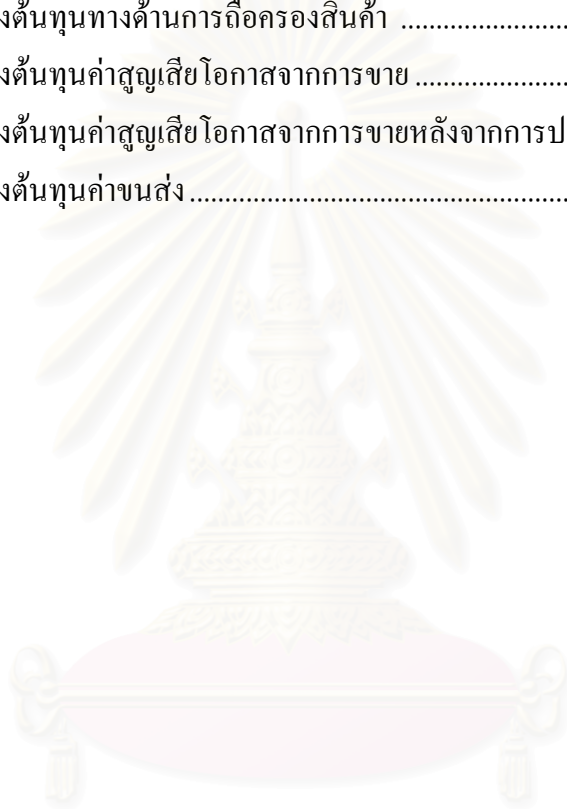 งต้นทุนทางด้านการถือครองสินค้า ........................
งต้นทุนค่าสูญเสียโอกาสจากการขาย ......................
งต้นทุนค่าสูญเสียโอกาสจากการขายหลังจากการป
งต้นทุนค่าขนส่ง ......................................................